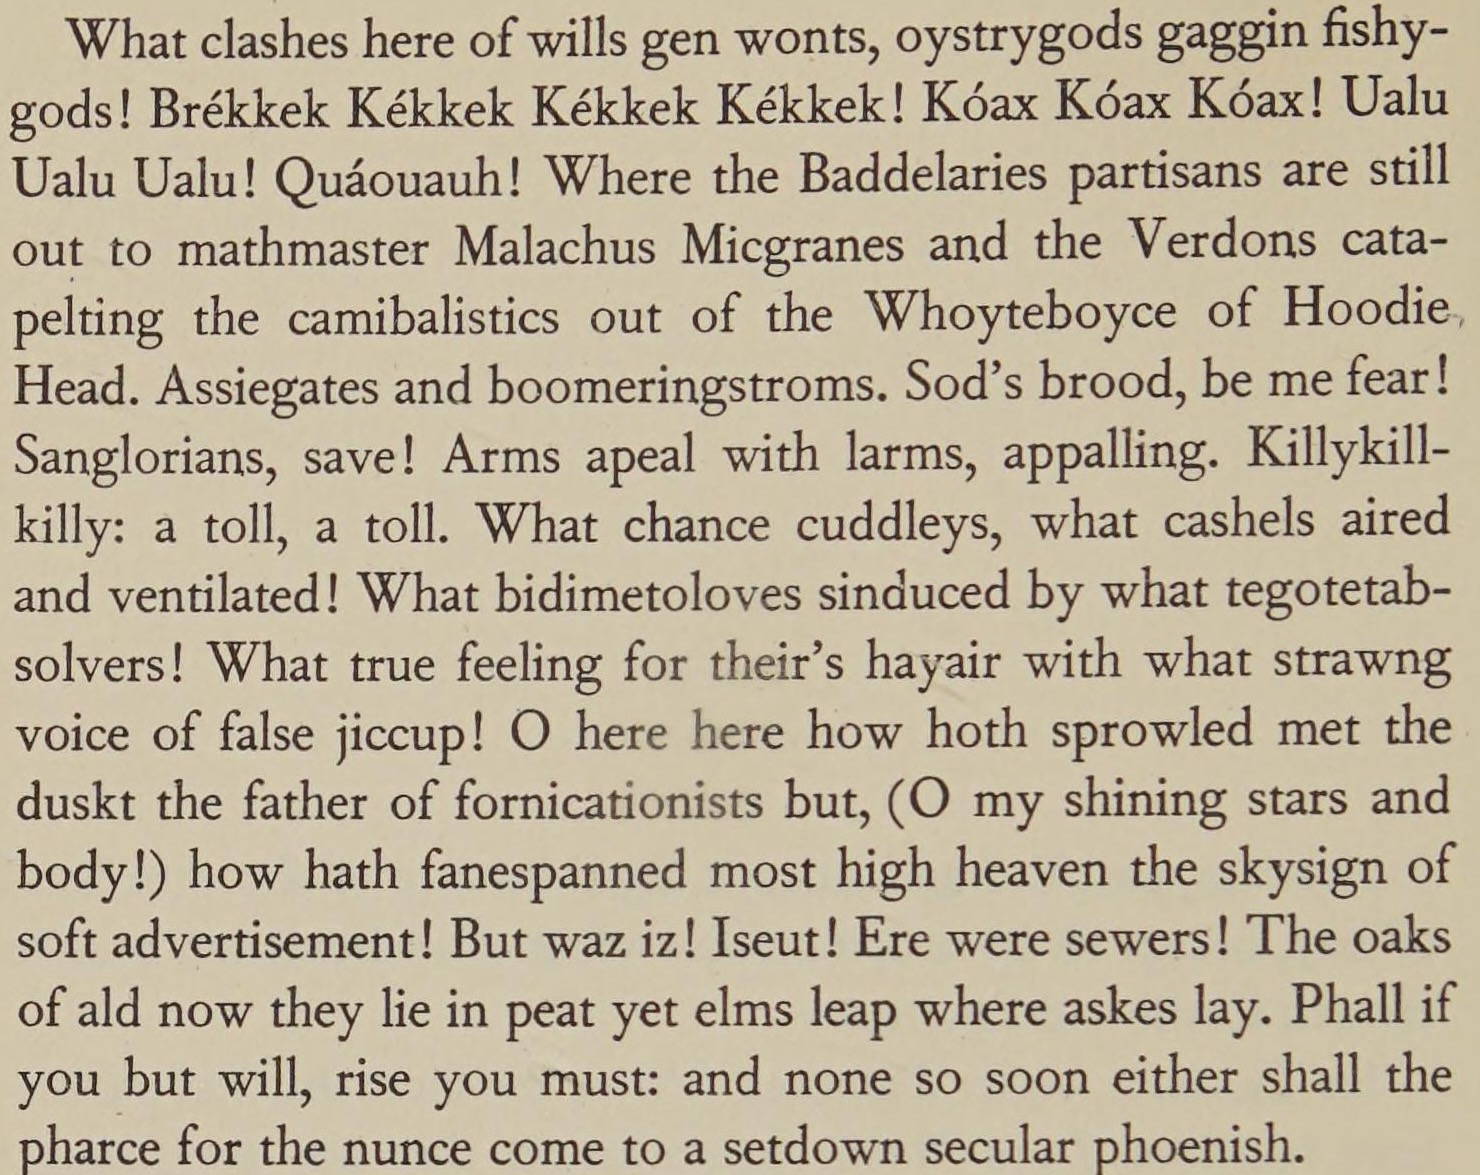 What clashes here of wills gen wonts, oystrygods gaggin fishy-
gods! Brékkek Kékkek Kékkek Kékkek! Kóax Kóax Kóax! Ualu
Ualu Ualu! Quáouauh! Where the Baddelaries partisans are still
out to mathmaster Malachus Micgranes and the Verdons cata-
pelting the camibalistics out of the Whoyteboyce of Hoodie
Head. Assiegates and boomeringstroms. Sod's brood, be me fear!
Sanglorians, save! Arms apeal with larms, appalling. Killykill-
killy: a toll, a toll. What chance cuddleys, what cashels aired
and ventilated! What bidimetoloves sinduced by what tegotetab-
solvers! What true feeling for their's hayair with what strawng
voice of false jiccup! O here here how hoth sprowled met the
duskt the father of fornicationists but, (O my shining stars and
body!) how hath fanespanned most high heaven the skysign of
soft advertisement! But waz iz! Iseut! Ere were sewers! The oaks
of ald now they lie in peat yet elms leap where askes lay. Phall if
you but will, rise you must: and none so soon either shall the
pharce for the nunce come to a setdown secular phoenish.